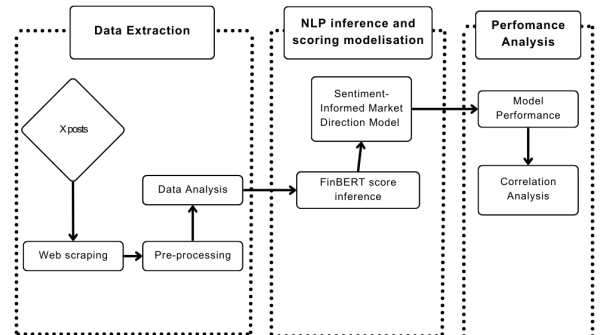 Data Extraction
NLP inference and
scoring modelisation
Perfomance
Analysis
X posts
Web scraping
Pre-processing
Data Analysis
FinBERT score
inference
Sentiment-
Informed Market
Direction Model
Model
Performance
Correlation
Analysis